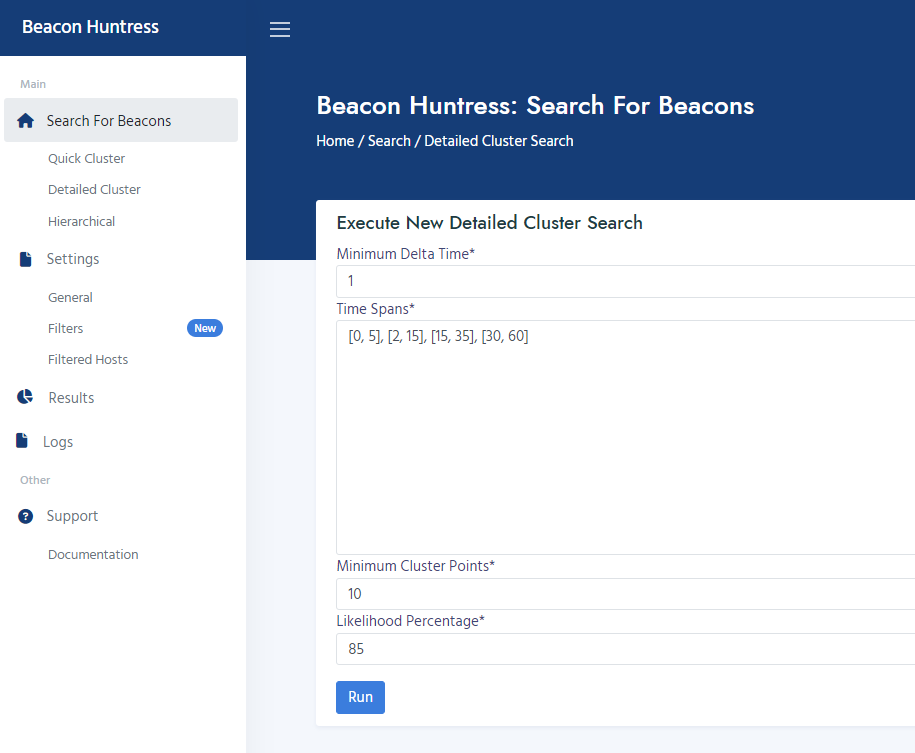 Beacon Huntress
Main
Search For Beacons
Quick Cluster
Detailed Cluster
Hierarchical
Settings
General
Filters New
Filtered Hosts
Results
Logs
Other
Support
Documentation
Beacon Huntress: Search For Beacons
Home / Search / Detailed Cluster Search
Execute New Detailed Cluster Search
Minimum Delta Time*
1
Time Spans*
[0, 5], [2, 15], [15, 35], [30, 60]
Minimum Cluster Points*
10
Likelihood Percentage*
85
Run